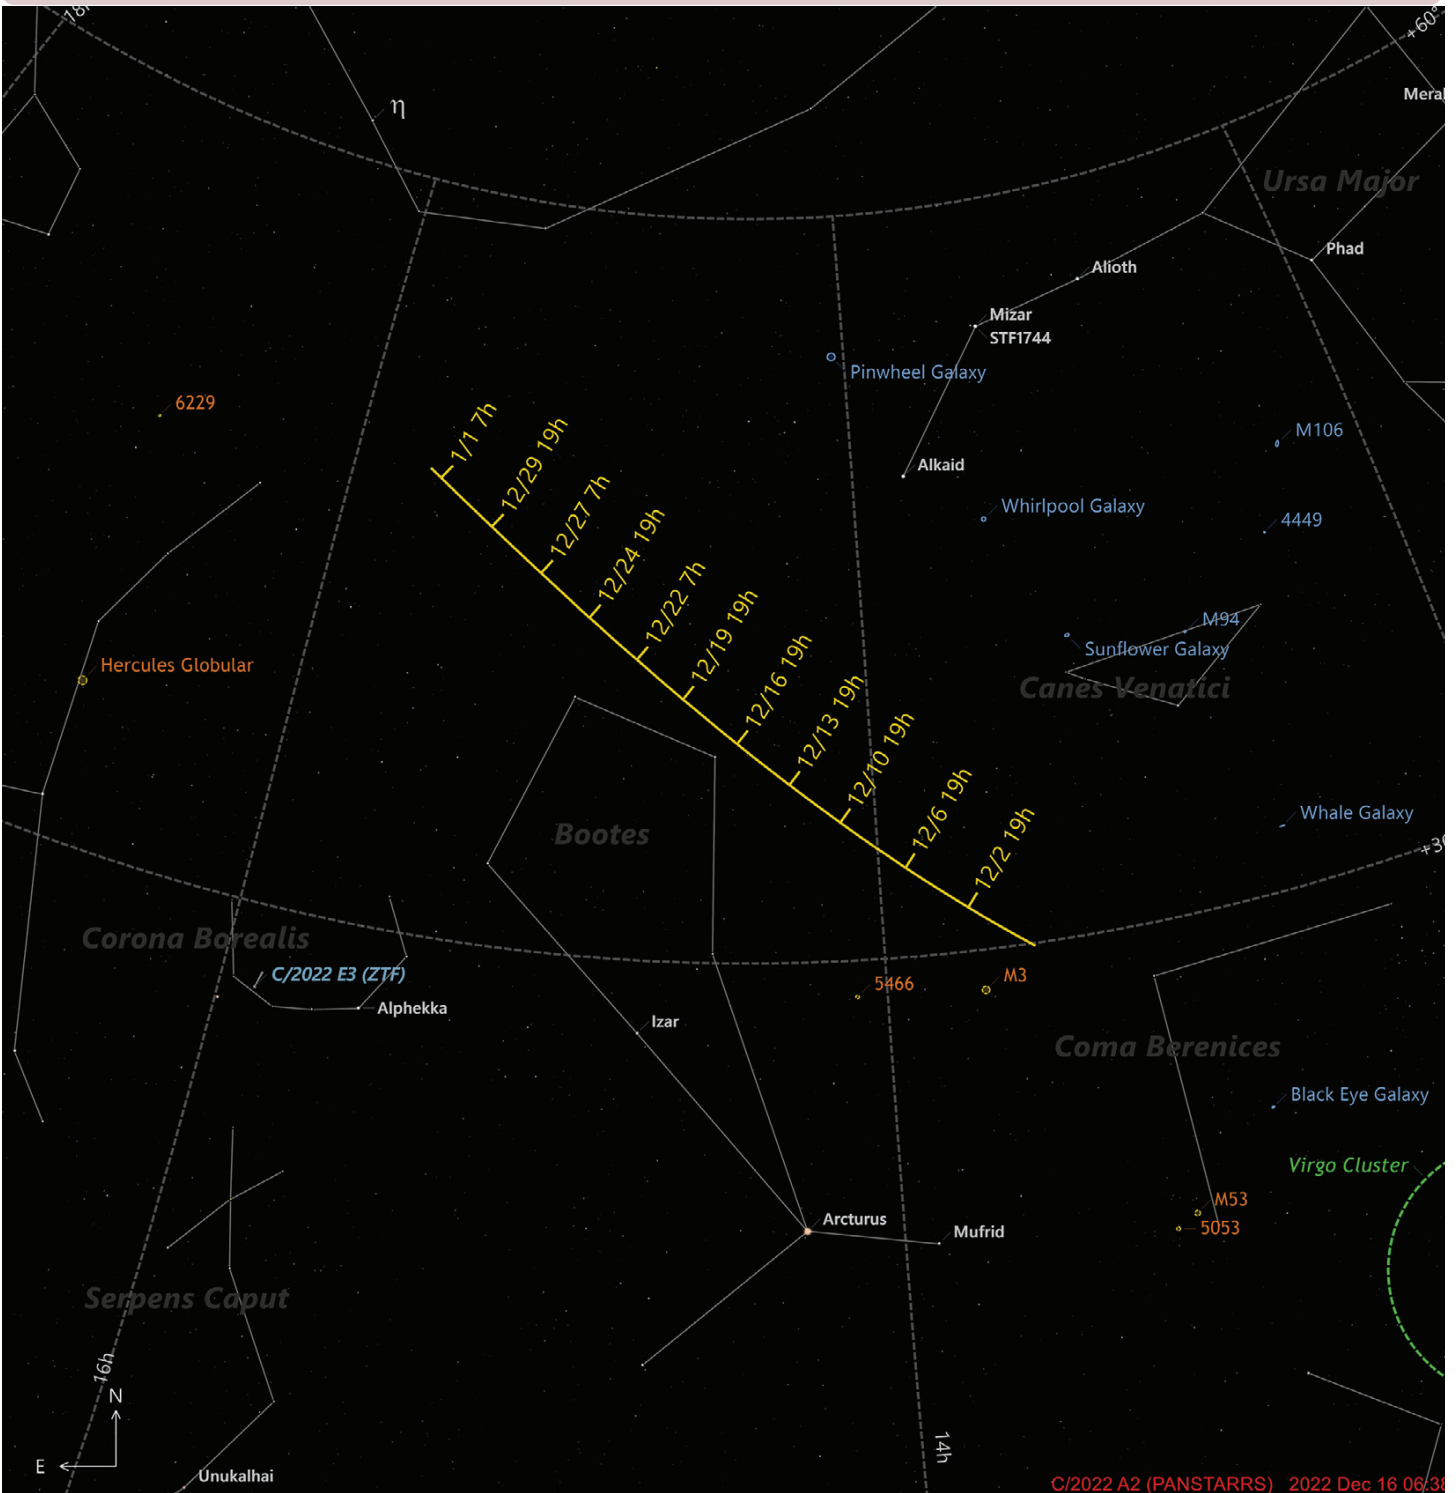 18h
+60°
η
Merak
Ursa Major
Phad
Alioth
Mizar
STF1744
Pinwheel Galaxy
6229
1/1 7h
12/29 19h
12/27 7h
12/24 19h
12/22 7h
12/19 19h
12/16 19h
12/13 19h
12/10 19h
12/6 19h
12/2 19h
Alkaid
M106
Whirlpool Galaxy
4449
M94
Sunflower Galaxy
Canes Venatici
Hercules Globular
Whale Galaxy
Bootes
+30
Corona Borealis
C/2022 E3 (ZTF)
Alphekka
5466
M3
Izar
Coma Berenices
Black Eye Galaxy
Virgo Cluster
M53
5053
Arcturus
Mufrid
Serpens Caput
16h
N
E
14h
Unukalhai
C/2022 A2 (PANSTARRS) 2022 Dec 16 06:38